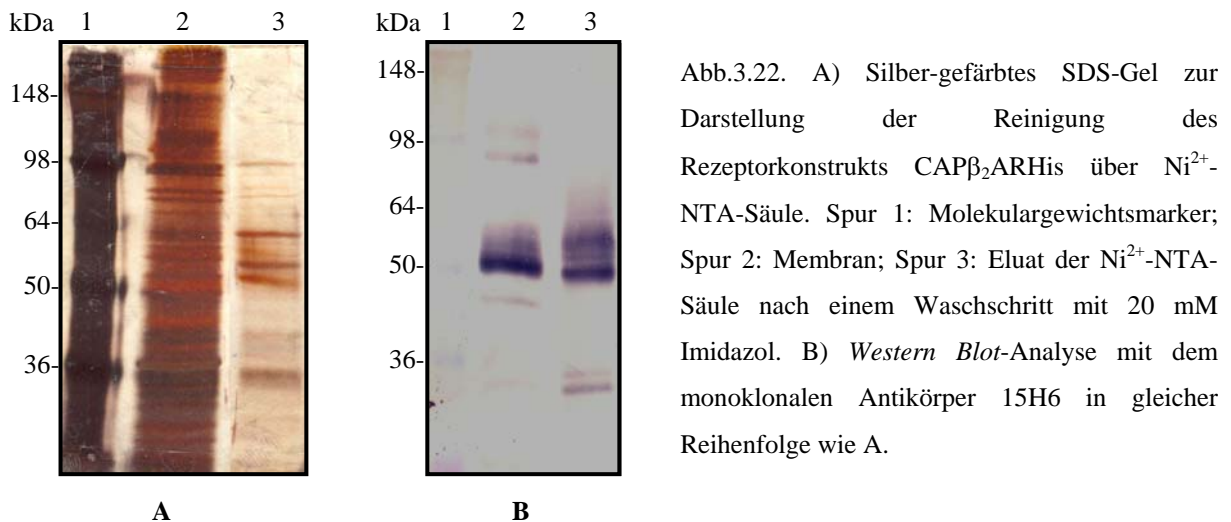 kDa 1 2 3
148-
98-
64-
50-
36-
A
kDa 1 2 3
148-
98-
64-
50-
36-
B
Abb.3.22. A) Silber-gefärbtes SDS-Gel zur
Darstellung der Reinigung des
Rezeptorkonstrukts CAPβ₂ARHis über Ni²⁺-
NTA-Säule. Spur 1: Molekulargewichtsmarker;
Spur 2: Membran; Spur 3: Eluat der Ni²⁺-NTA-
Säule nach einem Waschschritt mit 20 mM
Imidazol. B) Western Blot-Analyse mit dem
monoklonalen Antikörper 15H6 in gleicher
Reihenfolge wie A.